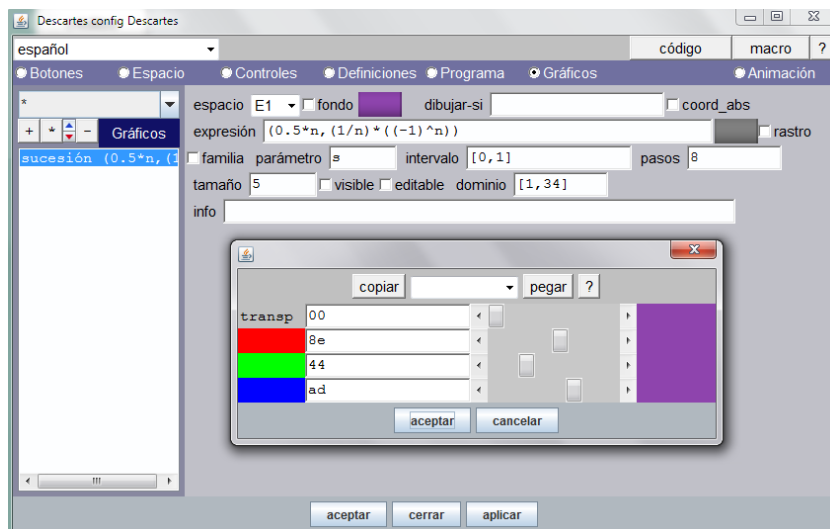 Descartes config Descartes
español código macro ?
Botones Espacio Controles Definiciones Programa Gráficos Animación
* espacio E1 fondo dibujar-si coord_abs
+ * - Gráficos expresión (0.5*n,(1/n)*((-1)^n)) rastro
sucesión (0.5*n,(1 familia parámetro s intervalo [0,1] pasos 8
tamaño 5 visible editable dominio [1,34]
info
copiar pegar ?
transp 00
8e
44
ad
aceptar cancelar
aceptar cerrar aplicar